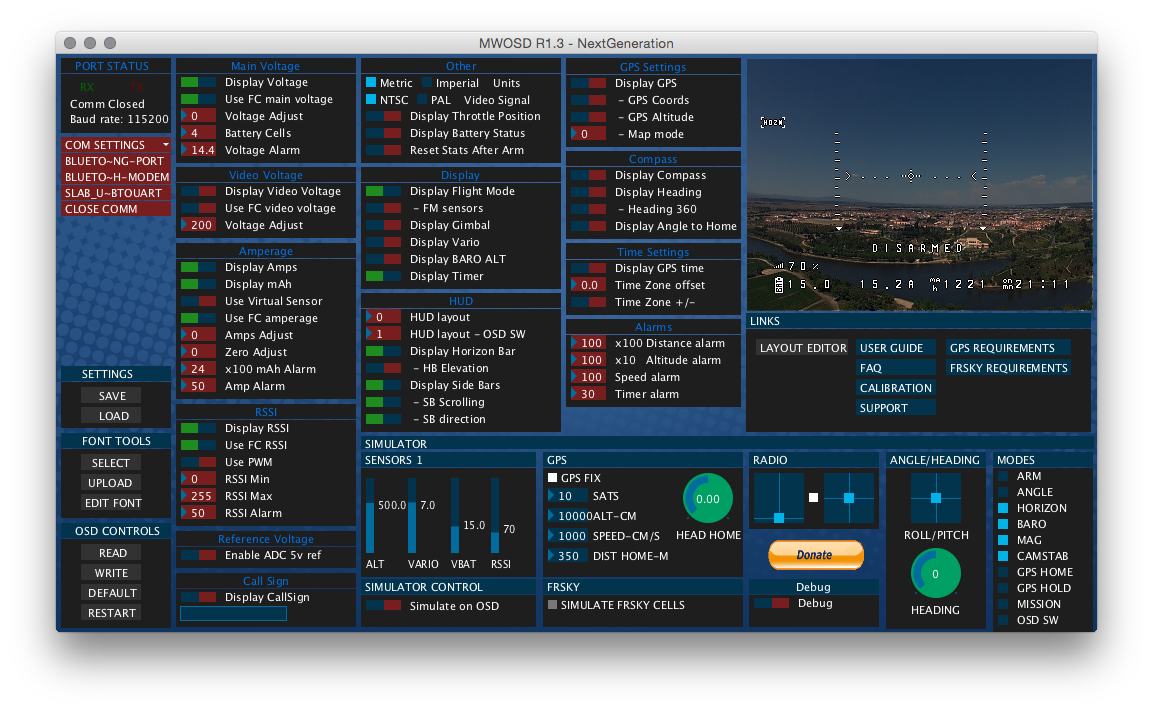 MWOSD R1.3 - NextGeneration
PORT STATUS
RX
TX
Comm Closed
Baud rate: 115200
COM SETTINGS
BLUETO~NG-PORT
BLUETO~H-MODEM
SLAB_U~BTOUART
CLOSE COMM
SETTINGS
SAVE
LOAD
FONT TOOLS
SELECT
UPLOAD
EDIT FONT
OSD CONTROLS
READ
WRITE
DEFAULT
RESTART
Main Voltage
Display Voltage
Use FC main voltage
0 Voltage Adjust
4 Battery Cells
14.4 Voltage Alarm
Video Voltage
Display Video Voltage
Use FC video voltage
200 Voltage Adjust
Amperage
Display Amps
Display mAh
Use Virtual Sensor
Use FC amperage
0 Amps Adjust
0 Zero Adjust
24 x100 mAh Alarm
50 Amp Alarm
RSSI
Display RSSI
Use FC RSSI
Use PWM
0 RSSI Min
255 RSSI Max
50 RSSI Alarm
Reference Voltage
Enable ADC 5v ref
Call Sign
Display CallSign
Other
Metric Imperial Units
NTSC PAL Video Signal
Display Throttle Position
Display Battery Status
Reset Stats After Arm
Display
Display Flight Mode
- FM sensors
Display Gimbal
Display Vario
Display BARO ALT
Display Timer
HUD
0 HUD layout
1 HUD layout - OSD SW
Display Horizon Bar
- HB Elevation
Display Side Bars
- SB Scrolling
- SB direction
GPS Settings
Display GPS
- GPS Coords
- GPS Altitude
0 - Map mode
Compass
Display Compass
Display Heading
- Heading 360
Display Angle to Home
Time Settings
Display GPS time
0.0 Time Zone offset
Time Zone +/-
Alarms
100 x100 Distance alarm
100 x10 Altitude alarm
100 Speed alarm
30 Timer alarm
HOZN
DISARMED
70 %
15.0 15.2A mAh 1221 onmn 21:11
LINKS
LAYOUT EDITOR USER GUIDE GPS REQUIREMENTS
FAQ FRSKY REQUIREMENTS
CALIBRATION
SUPPORT
SIMULATOR
SENSORS 1
500.0 7.0 15.0 70
ALT VARIO VBAT RSSI
SIMULATOR CONTROL
Simulate on OSD
GPS
GPS FIX
10 SATS
10000 ALT-CM
1000 SPEED-CM/S
350 DIST HOME-M
0.00
HEAD HOME
FRSKY
SIMULATE FRSKY CELLS
RADIO
Donate
Debug
Debug
ANGLE/HEADING
ROLL/PITCH
0
HEADING
MODES
ARM
ANGLE
HORIZON
BARO
MAG
CAMSTAB
GPS HOME
GPS HOLD
MISSION
OSD SW